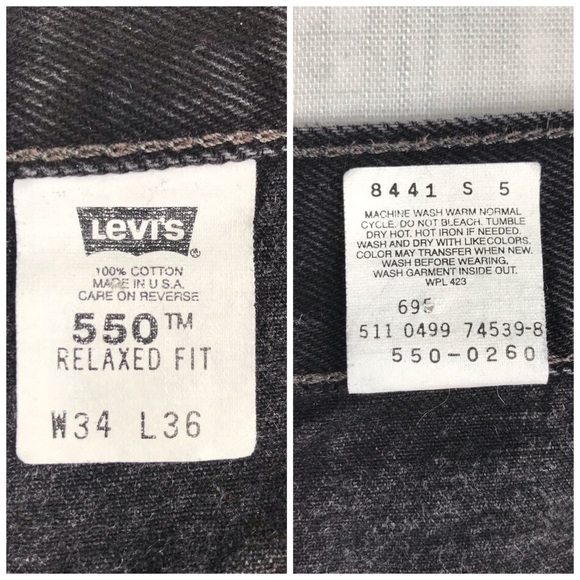 Levi's
®
100% COTTON
MADE IN U.S.A.
CARE ON REVERSE
550™
RELAXED FIT
W34 L36
8441 S 5
MACHINE WASH WARM NORMAL
CYCLE. DO NOT BLEACH. TUMBLE
DRY HOT. HOT IRON IF NEEDED.
WASH AND DRY WITH LIKE COLORS.
COLOR MAY TRANSFER WHEN NEW.
WASH BEFORE WEARING.
WASH GARMENT INSIDE OUT.
WPL 423
695
511 0499 74539-8
550-0260